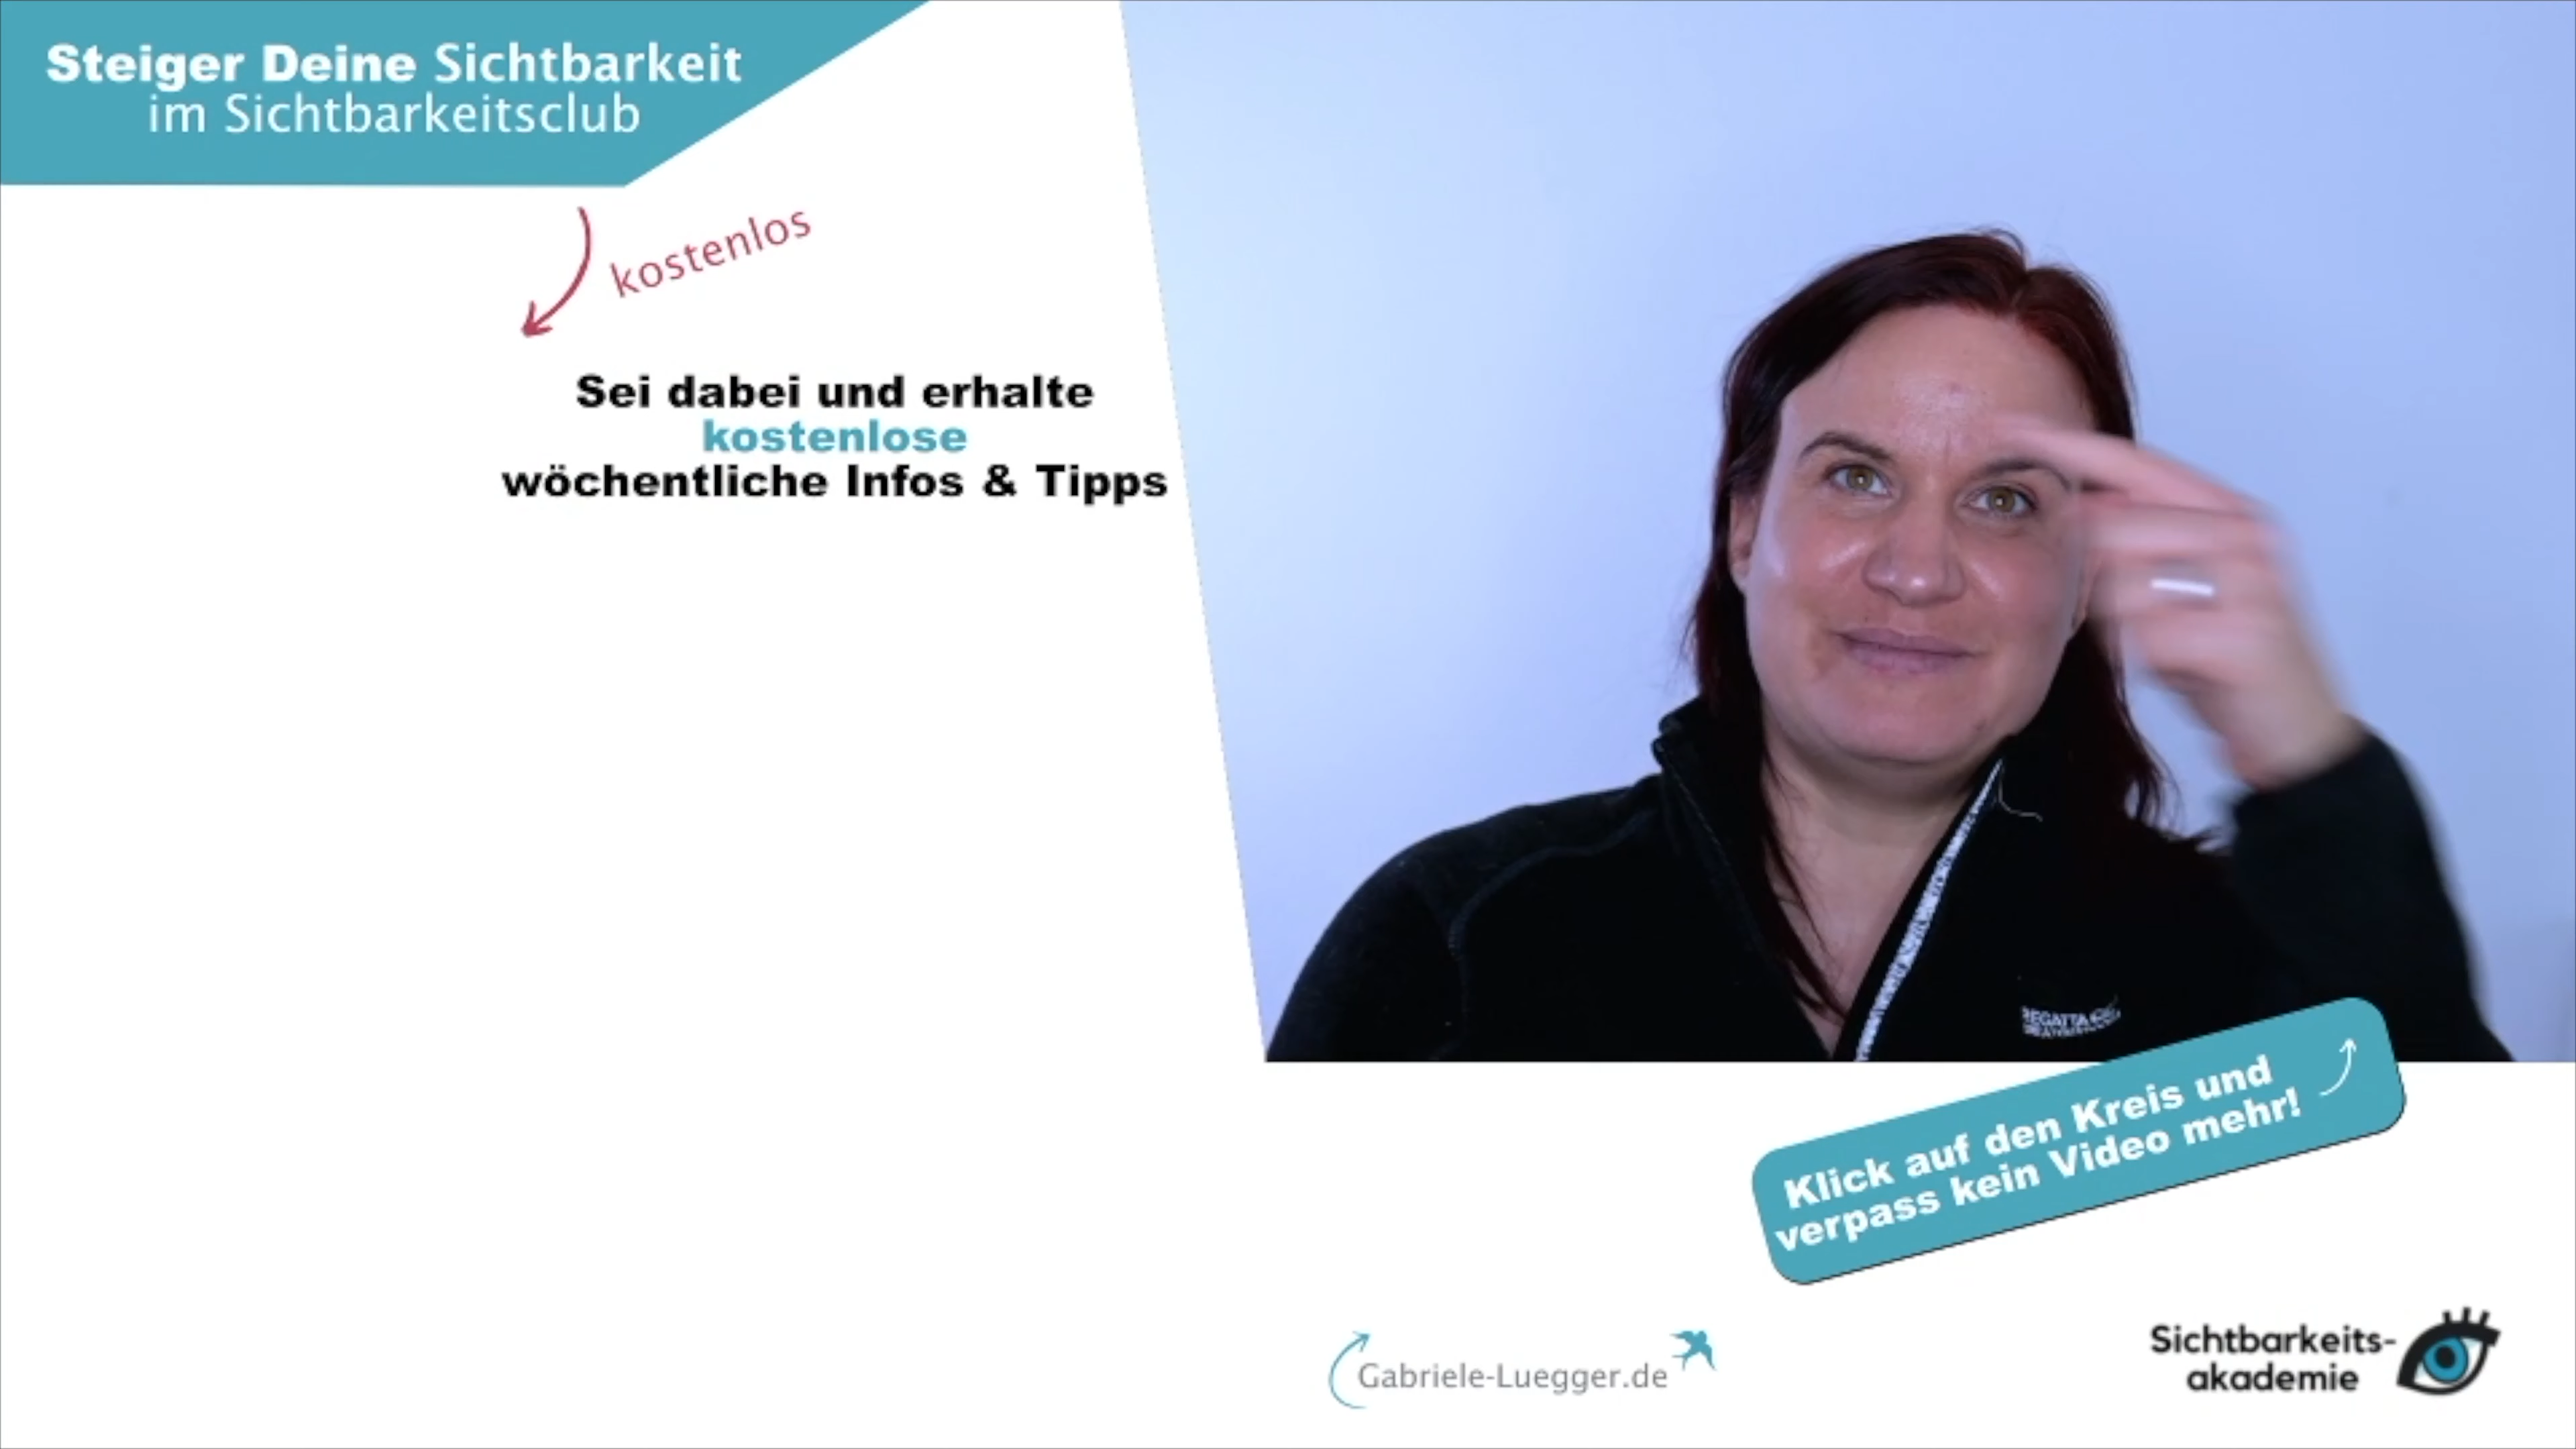 Steiger Deine Sichtbarkeit
im Sichtbarkeitsclub
kostenlos
Sei dabei und erhalte
kostenlose
wöchentliche Infos & Tipps
REGATTA
Klick auf den Kreis und
verpass kein Video mehr!
Gabriele-Luegger.de
Sichtbarkeits-
akademie